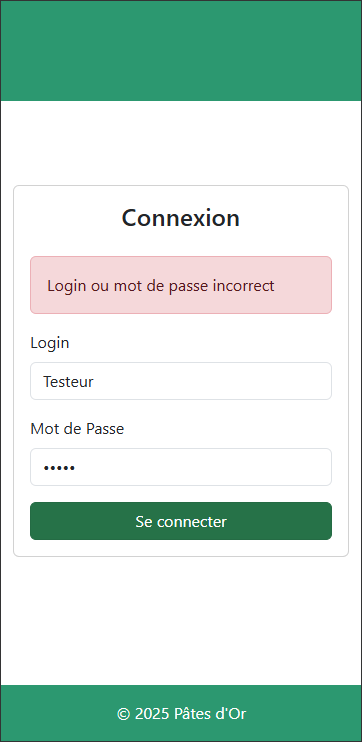 Connexion
Login ou mot de passe incorrect
Login
Testeur
Mot de Passe
•••••
Se connecter
© 2025 Pâtes d'Or